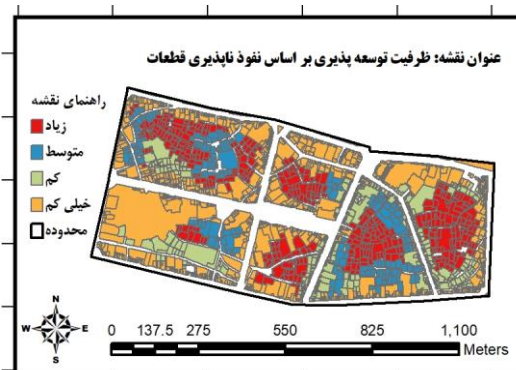 عنوان نقشه: ظرفیت توسعه پذیری بر اساس نفوذ ناپذیری قطعات
راهنمای نقشه
زیاد
متوسط
کم
خیلی کم
محدوده
N
W E
S
0 137.5 275 550 825 1,100
Meters